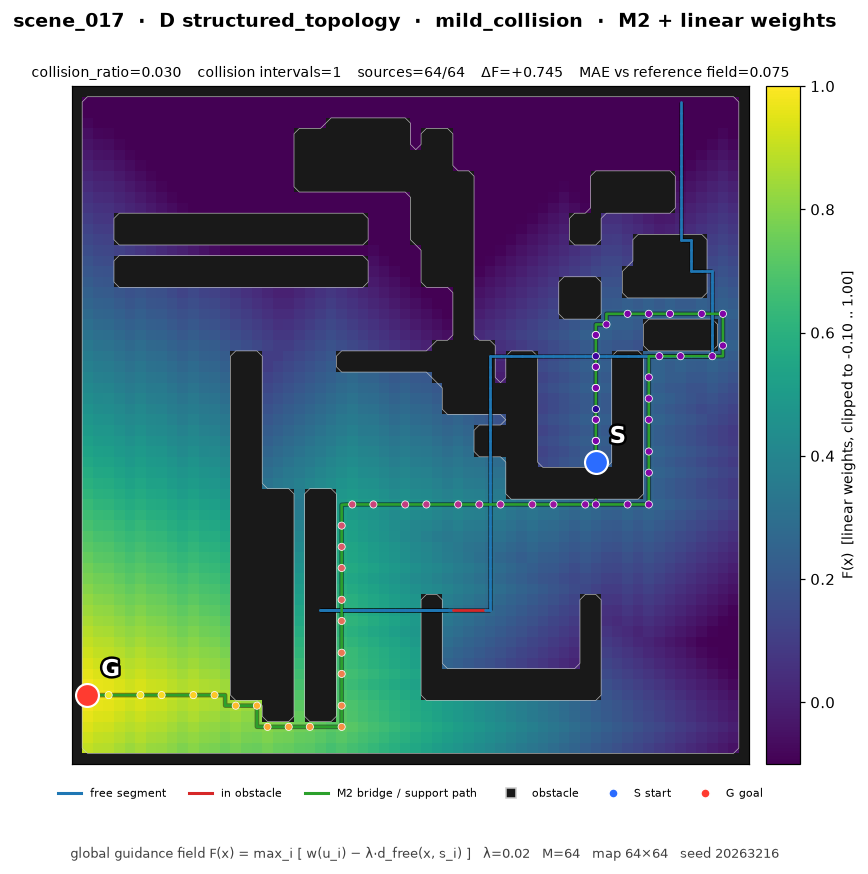 scene_017 · D structured_topology · mild_collision · M2 + linear weights
collision_ratio=0.030 collision intervals=1 sources=64/64 ΔF=+0.745 MAE vs reference field=0.075
1.0
0.8
0.6
0.4
0.2
0.0
F(x) [linear weights, clipped to -0.10 .. 1.00]
S
G
free segment
in obstacle
M2 bridge / support path
obstacle
S start
G goal
global guidance field F(x) = max_i [ w(u_i) − λ·d_free(x, s_i) ] λ=0.02 M=64 map 64×64 seed 20263216